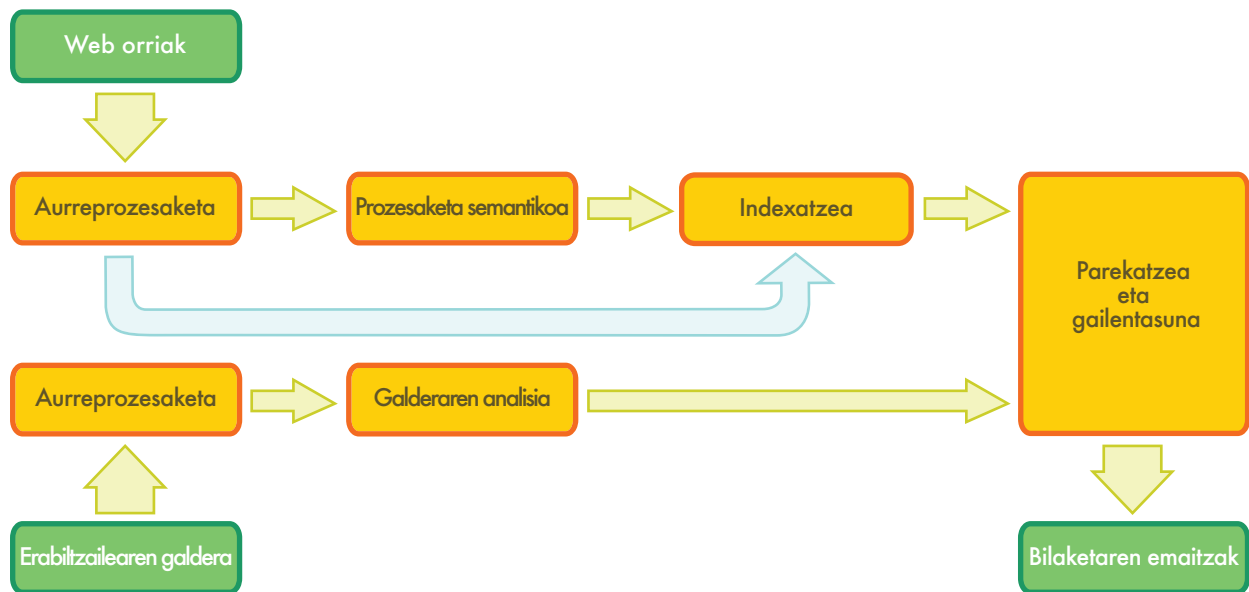 Web orriak
Aurreprozesaketa
Prozesaketa semantikoa
Indexatzea
Parekatzea
eta
gailentasuna
Aurreprozesaketa
Galderaren analisia
Erabiltzailearen galdera
Bilaketaren emaitzak